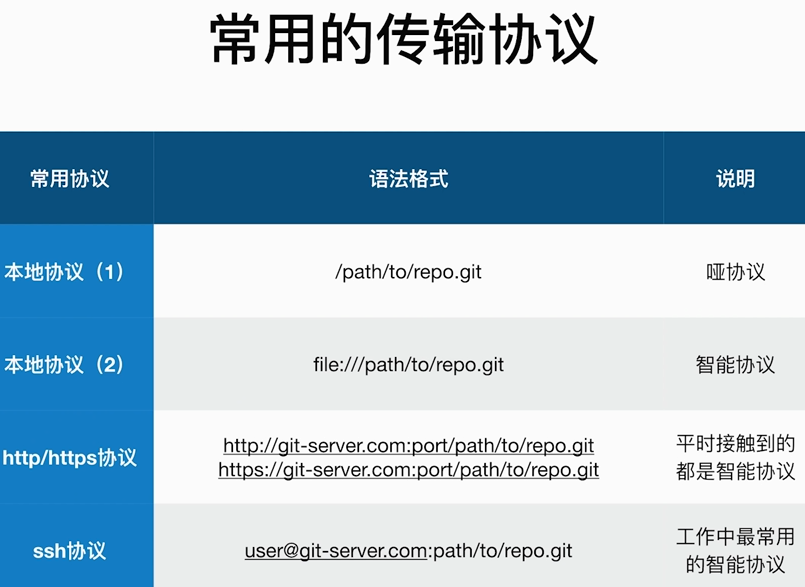 常用的传输协议
常用协议 语法格式 说明
本地协议（1） /path/to/repo.git 哑协议
本地协议（2） file:///path/to/repo.git 智能协议
http/https协议
http://git-server.com:port/path/to/repo.git
https://git-server.com:port/path/to/repo.git
平时接触到的
都是智能协议
ssh协议 user@git-server.com:path/to/repo.git
工作中最常用
的智能协议